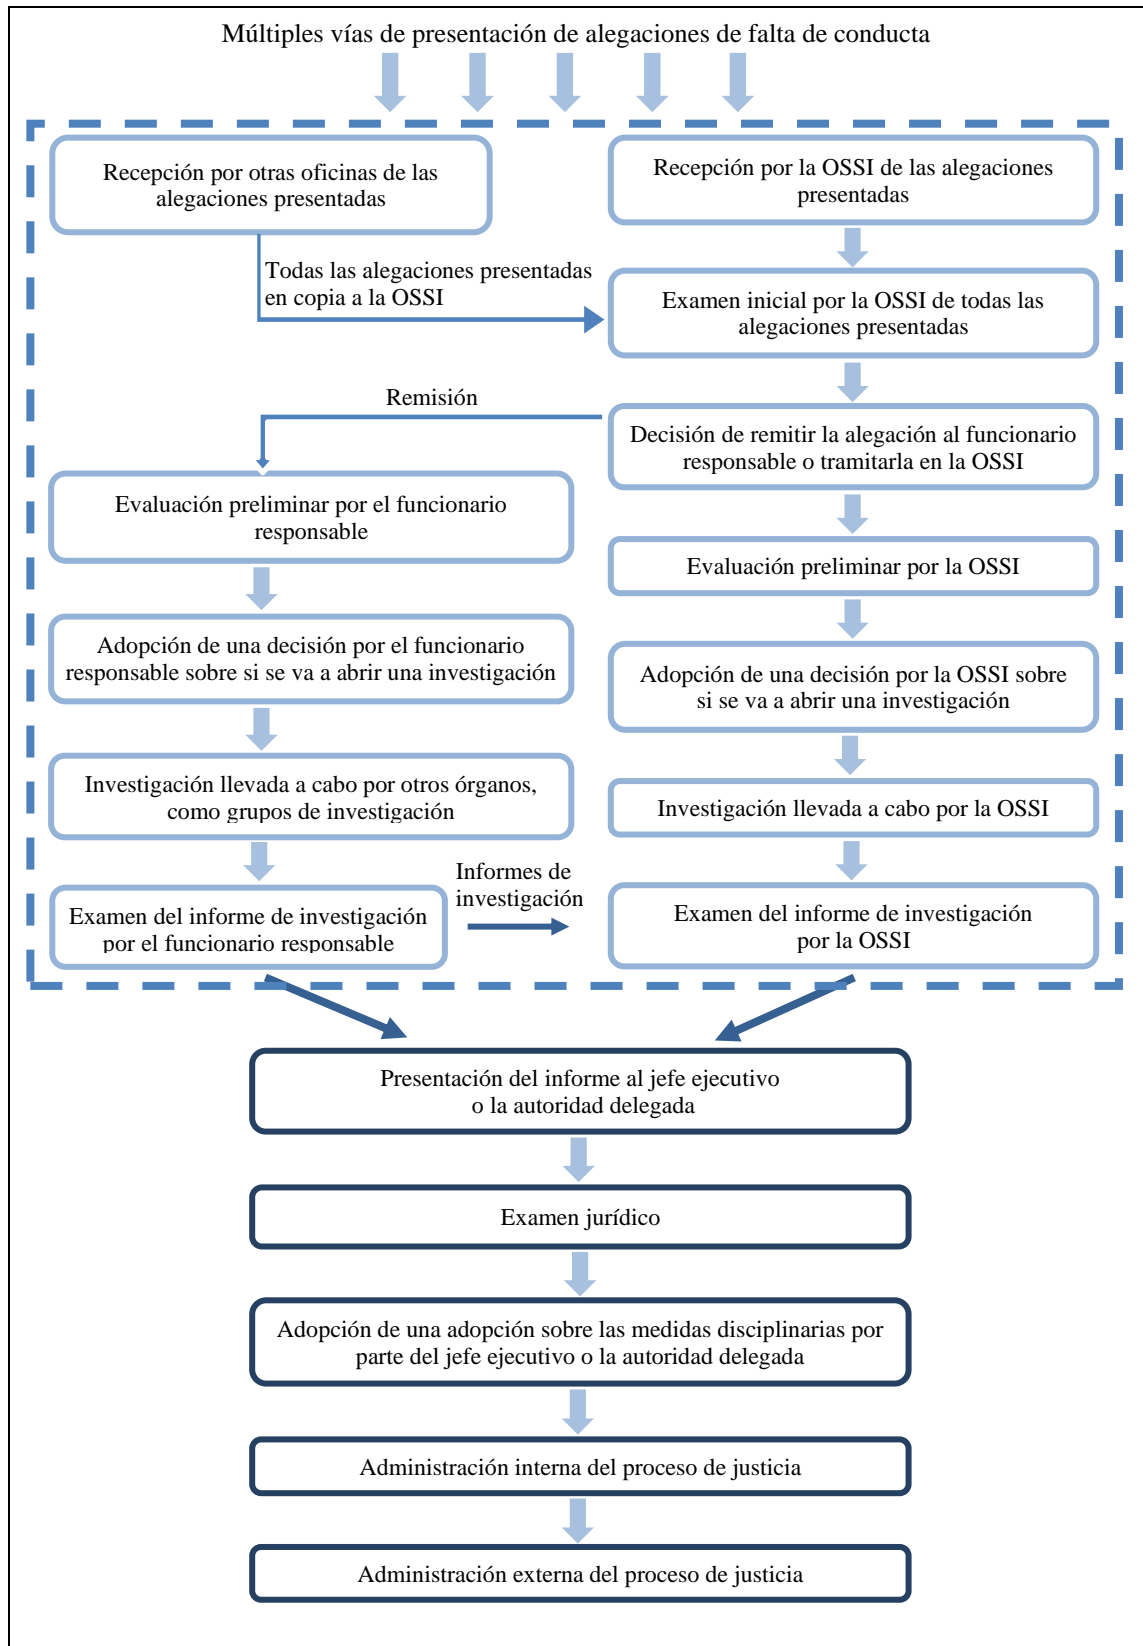 Múltiples vías de presentación de alegaciones de falta de conducta
Recepción por otras oficinas de las
alegaciones presentadas
Recepción por la OSSI de las alegaciones
presentadas
Todas las alegaciones presentadas
en copia a la OSSI
Examen inicial por la OSSI de todas las
alegaciones presentadas
Remisión
Decisión de remitir la alegación al funcionario
responsable o tramitarla en la OSSI
Evaluación preliminar por el funcionario
responsable
Evaluación preliminar por la OSSI
Adopción de una decisión por el funcionario
responsable sobre si se va a abrir una investigación
Adopción de una decisión por la OSSI sobre
si se va a abrir una investigación
Investigación llevada a cabo por otros órganos,
como grupos de investigación
Investigación llevada a cabo por la OSSI
Informes de
investigación
Examen del informe de investigación
por el funcionario responsable
Examen del informe de investigación
por la OSSI
Presentación del informe al jefe ejecutivo
o la autoridad delegada
Examen jurídico
Adopción de una adopción sobre las medidas disciplinarias por
parte del jefe ejecutivo o la autoridad delegada
Administración interna del proceso de justicia
Administración externa del proceso de justicia